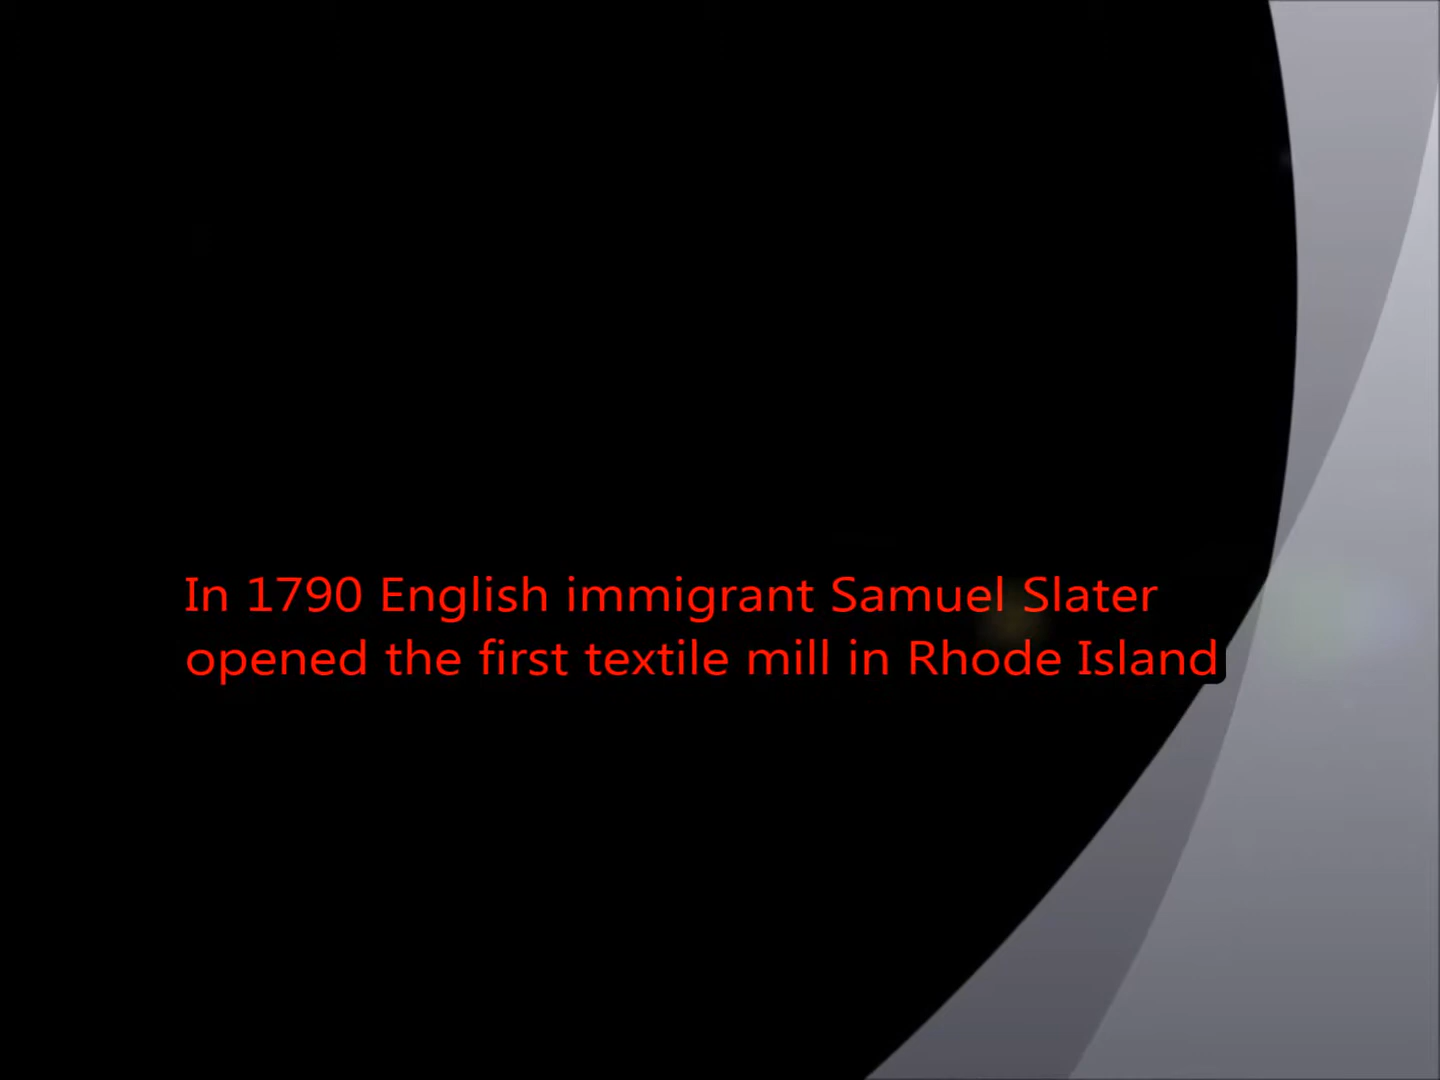 In 1790 English immigrant Samuel Slater
opened the first textile mill in Rhode Island